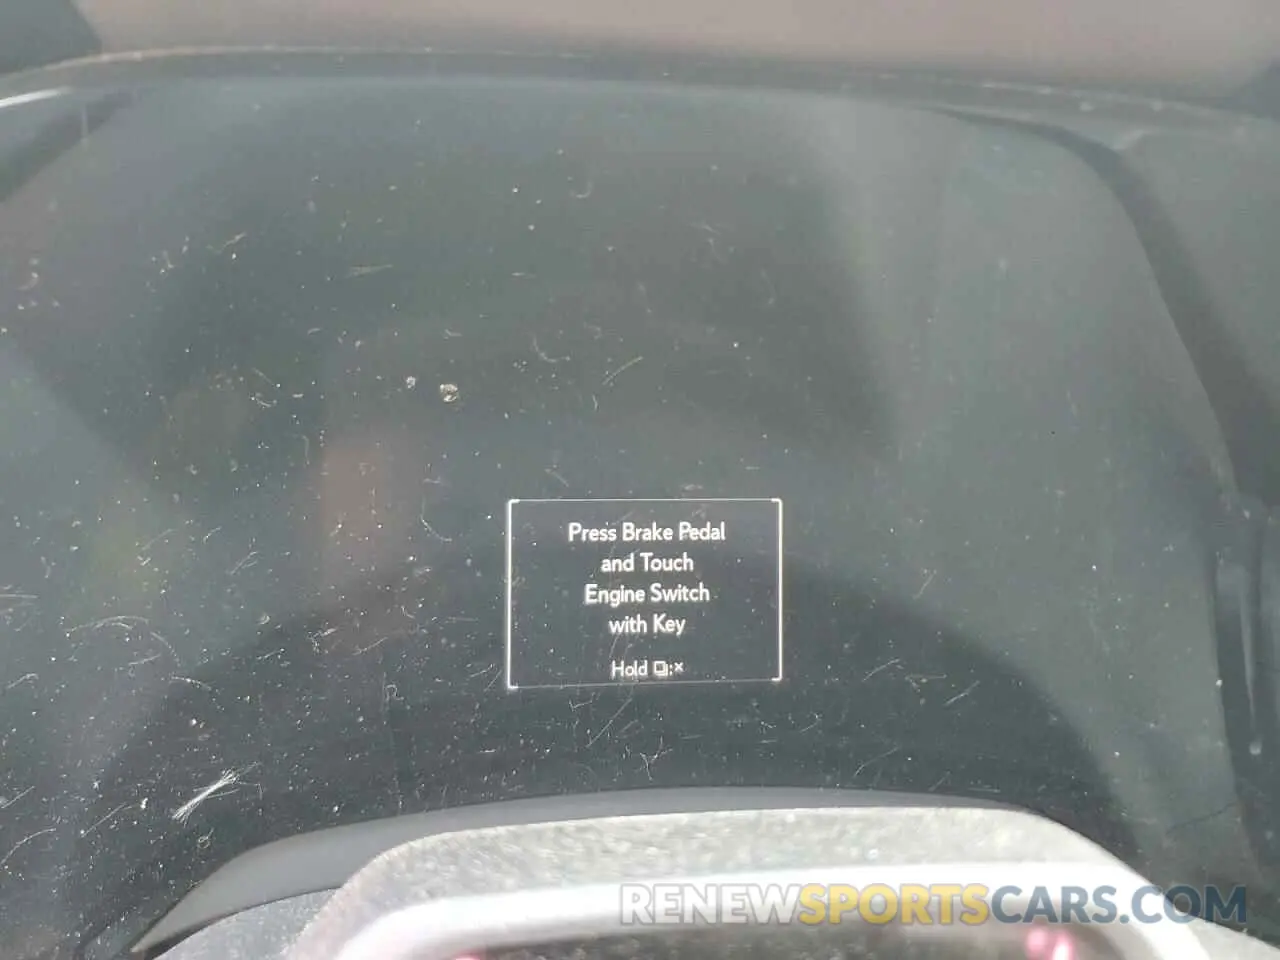 Press Brake Pedal
and Touch
Engine Switch
with Key
Hold
RENEWSPORTSCARS.COM